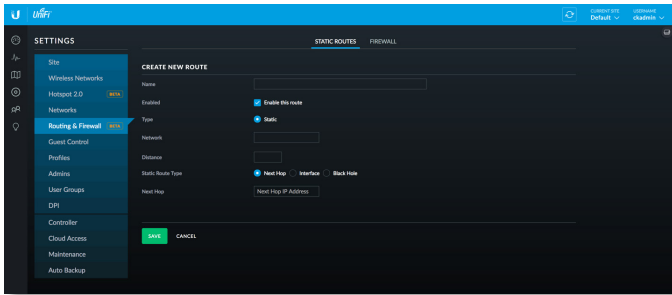 U UniFi
CURRENT SITE
Default
USERNAME
ckadmin
SETTINGS
STATIC ROUTES FIREWALL
Site
Wireless Networks
Hotspot 2.0 BETA
Networks
Routing & Firewall BETA
Guest Control
Profiles
Admins
User Groups
DPI
Controller
Cloud Access
Maintenance
Auto Backup
CREATE NEW ROUTE
Name
Enabled Enable this route
Type Static
Network
Distance
Static Route Type Next Hop Interface Black Hole
Next Hop Next Hop IP Address
SAVE CANCEL